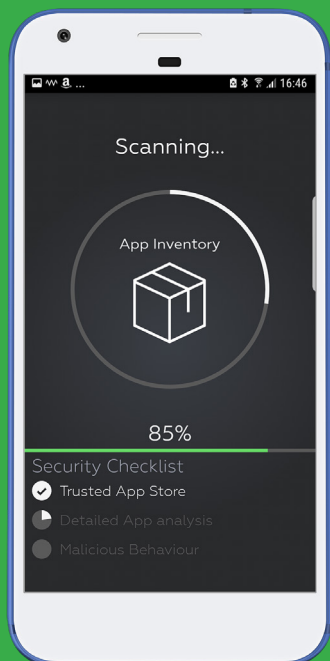 a ... 16:46
Scanning...
App Inventory
85%
Security Checklist
Trusted App Store
Detailed App analysis
Malicious Behaviour